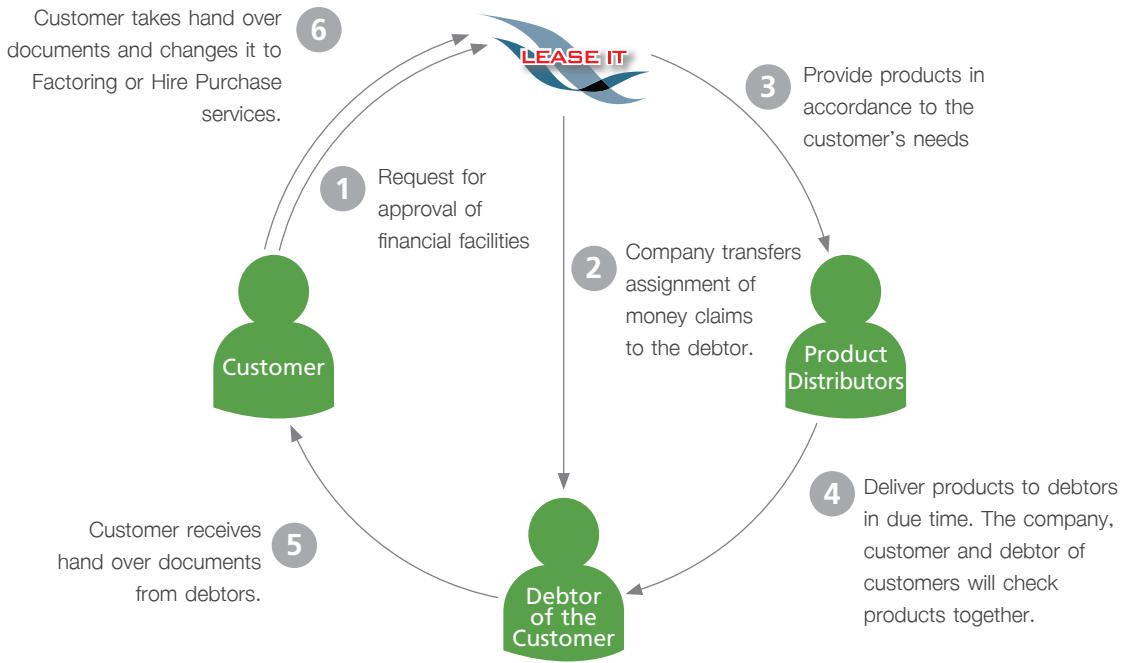 Customer takes hand over
documents and changes it to
Factoring or Hire Purchase
services.
6
LEASE IT
3
Provide products in
accordance to the
customer's needs
1
Request for
approval of
financial facilities
2
Company transfers
assignment of
money claims
to the debtor.
Customer
Product
Distributors
4
Deliver products to debtors
in due time. The company,
customer and debtor of
customers will check
products together.
Customer receives
hand over documents
from debtors.
5
Debtor
of the
Customer